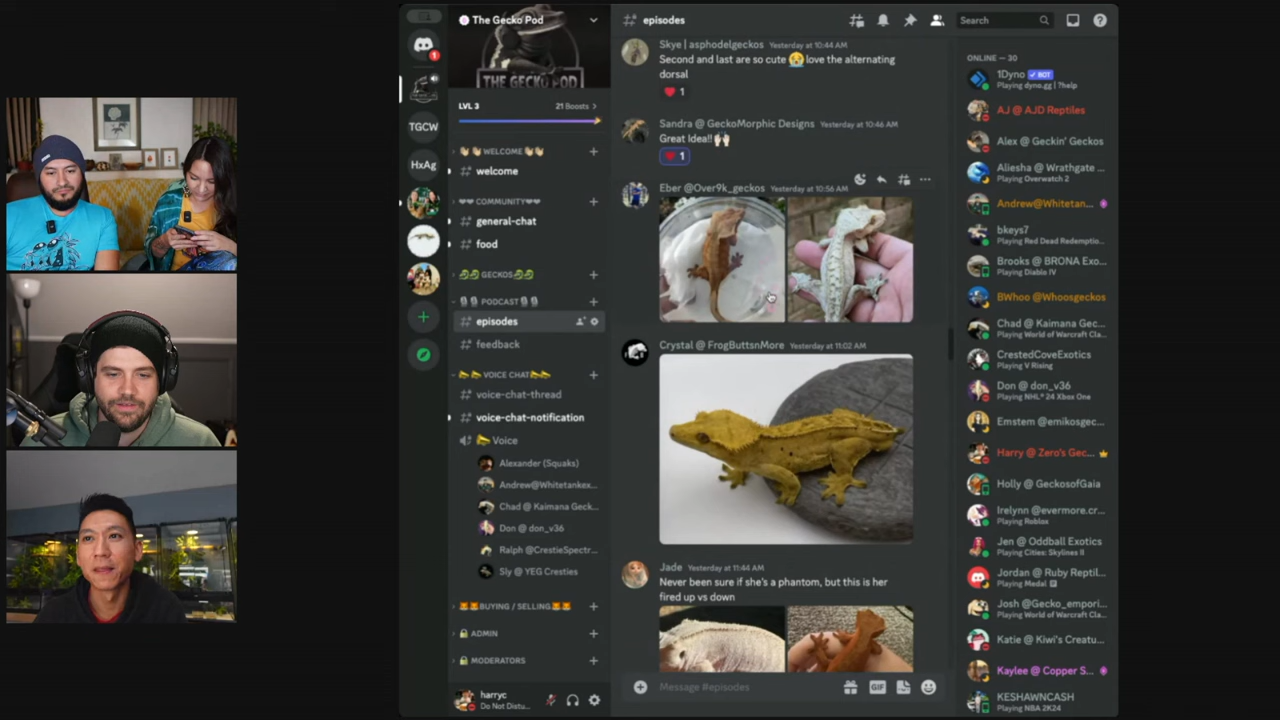 The Gecko Pod
THE GECKO POD
LVL 3
21 Boosts >
TGCW
HxAg
1
👋🏻👋🏻 WELCOME 👋🏻👋🏻
# welcome
COMMUNITY
# general-chat
# food
GECKOS
PODCAST
# episodes
# feedback
VOICE CHAT
# voice-chat-thread
# voice-chat-notification
Voice
Alexander (Squaks)
Andrew@Whitetankex...
Chad @ Kaimana Geck...
Don @ don_v36
Ralph @CrestieSpectr...
Sly @ YEG Cresties
BUYING / SELLING
ADMIN
MODERATORS
harryc
Do Not Distu...
# episodes
Search
Skye | asphodelgeckos Yesterday at 10:44 AM
Second and last are so cute 😭 love the alternating
dorsal
❤️ 1
Sandra @ GeckoMorphic Designs Yesterday at 10:46 AM
Great Idea!! 🙌🏻
❤️ 1
Eber @Over9k_geckos Yesterday at 10:56 AM
Crystal @ FrogButtsnMore Yesterday at 11:02 AM
Jade Yesterday at 11:44 AM
Never been sure if she's a phantom, but this is her
fired up vs down
Message #episodes
GIF
ONLINE — 30
1Dyno BOT
Playing dyno.gg | ?help
AJ @ AJD Reptiles
Alex @ Geckin' Geckos
Aliesha @ Wrathgate ...
Playing Overwatch 2
Andrew@Whitetan...
bkeys7
Playing Red Dead Redemptio...
Brooks @ BRONA Exo...
Playing Diablo IV
BWhoo @Whoosgeckos
Chad @ Kaimana Gec...
Playing World of Warcraft Cla...
CrestedCoveExotics
Playing V Rising
Don @ don_v36
Playing NHL® 24 Xbox One
Emstem @emikosgec...
Harry @ Zero's Gec...
Holly @ GeckosofGaia
Irelynn @evermore.cr...
Playing Roblox
Jen @ Oddball Exotics
Playing Cities: Skylines II
Jordan @ Ruby Reptil...
Playing Medal
Josh @Gecko_empori...
Playing World of Warcraft Cla...
Katie @ Kiwi's Creatu...
Kaylee @ Copper S...
KESHAWNCASH
Playing NBA 2K24